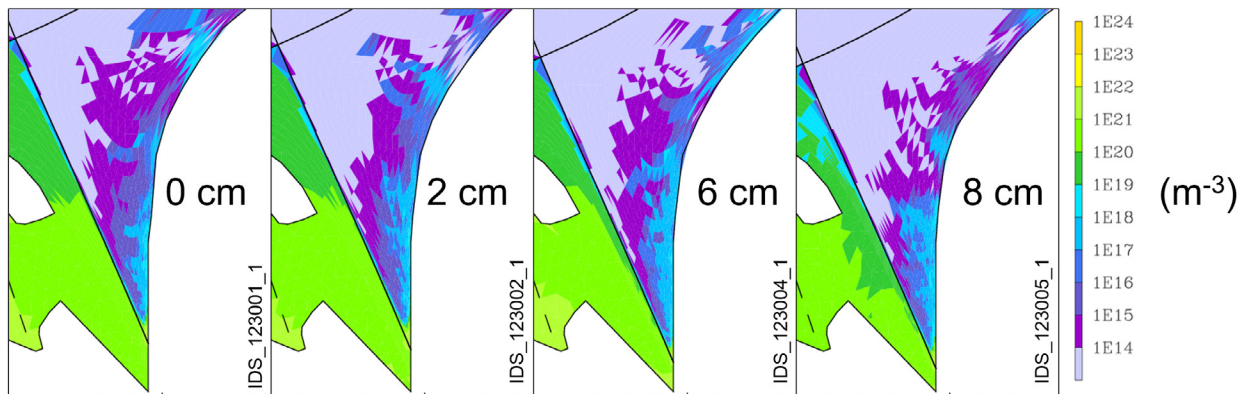 0 cm
IDS_123001_1
2 cm
IDS_123002_1
6 cm
IDS_123004_1
8 cm
IDS_123005_1
1E24
1E23
1E22
1E21
1E20
1E19
1E18
1E17
1E16
1E15
1E14
(m-3)